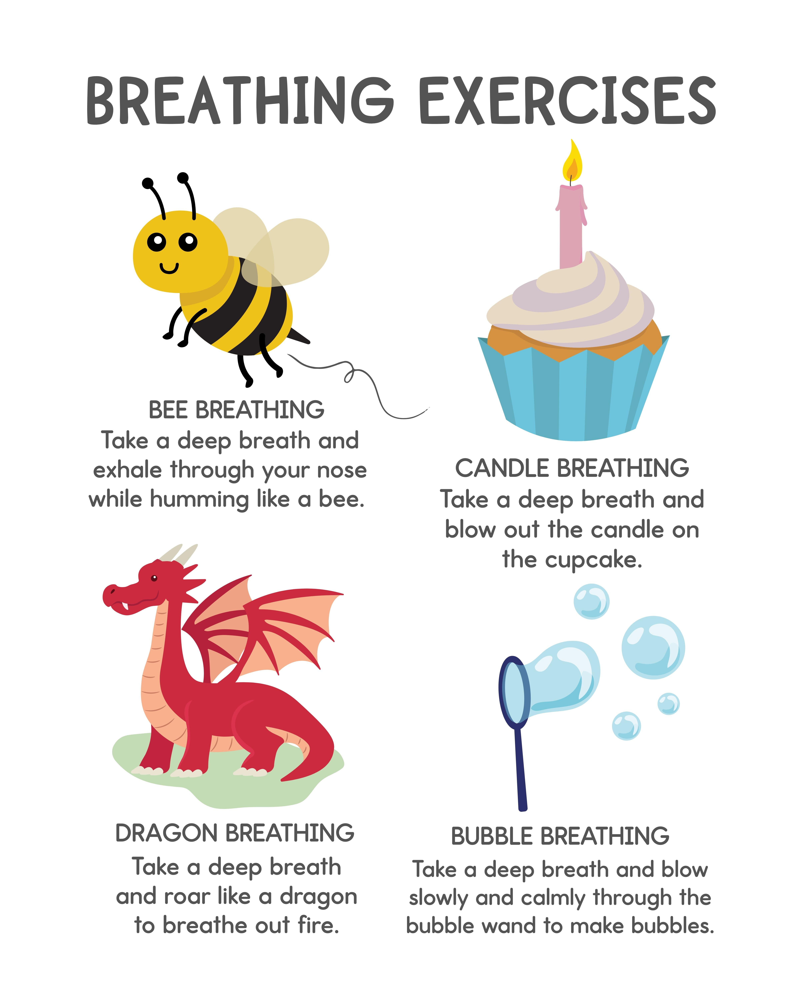 BREATHING EXERCISES
BEE BREATHING
Take a deep breath and
exhale through your nose
while humming like a bee.
CANDLE BREATHING
Take a deep breath and
blow out the candle on
the cupcake.
DRAGON BREATHING
Take a deep breath
and roar like a dragon
to breathe out fire.
BUBBLE BREATHING
Take a deep breath and blow
slowly and calmly through the
bubble wand to make bubbles.